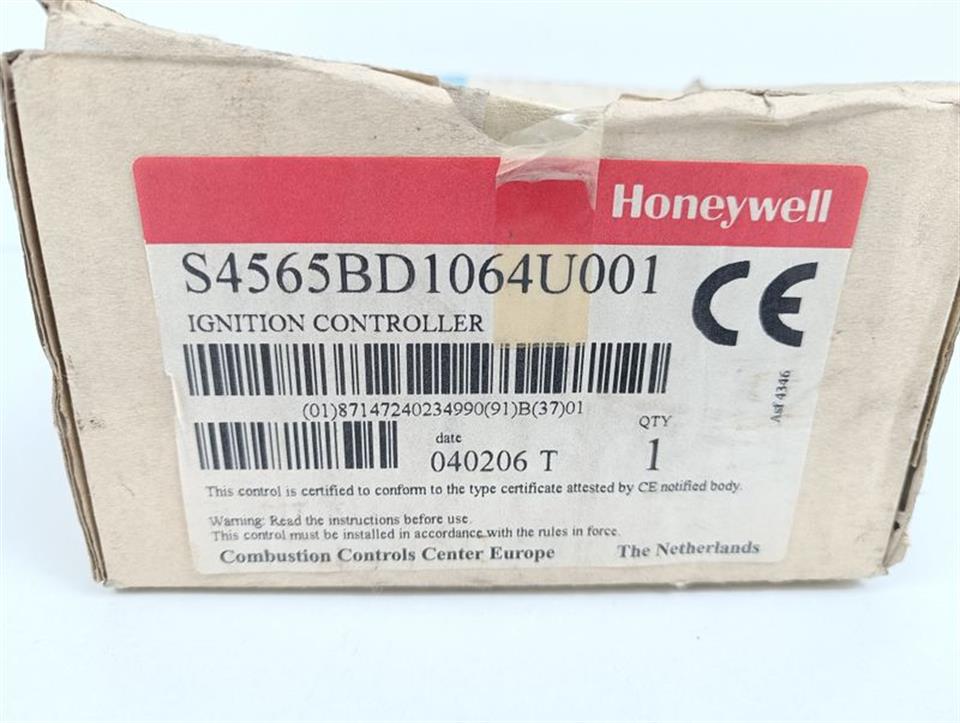 Honeywell
S4565BD1064U001
IGNITION CONTROLLER
CE
Asf 4346
(01)87147240234990(91)B(37)01
date
040206 T
QTY
1
This control is certified to conform to the type certificate attested by CE notified body.
Warning: Read the instructions before use.
This control must be installed in accordance with the rules in force.
Combustion Controls Center Europe The Netherlands